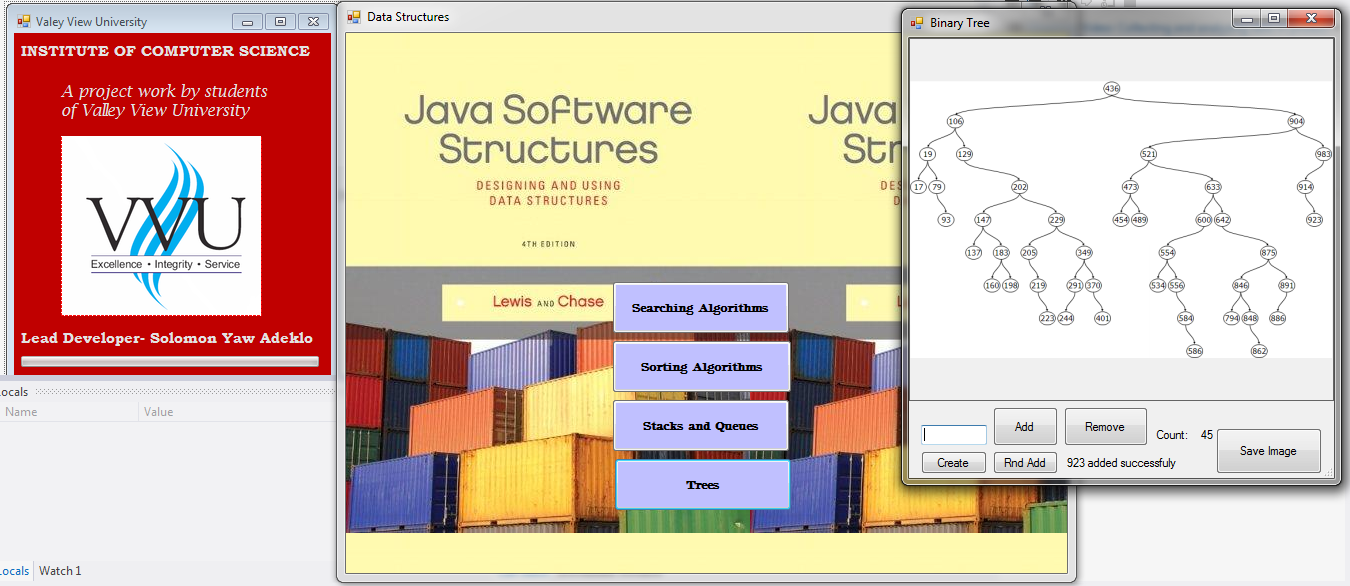 Valey View University
INSTITUTE OF COMPUTER SCIENCE
A project work by students
of Valley View University
VVU
Excellence • Integrity • Service
Lead Developer- Solomon Yaw Adeklo
ocals
Name Value
ocals Watch 1
Data Structures
Java Software
Structures
DESIGNING AND USING
DATA STRUCTURES
4TH EDITION
Lewis AND Chase
Java
Str
DES
L
Searching Algorithms
Sorting Algorithms
Stacks and Queues
Trees
Binary Tree
436
106 904
19 129 521 983
17 79 202 473 633 914
93 147 229 454 489 600 642 923
137 183 205 349 554 875
160 198 219 291 370 534 556 846 891
223 244 401 584 794 848 886
586 862
Add Remove Count: 45 Save Image
Create Rnd Add 923 added successfuly